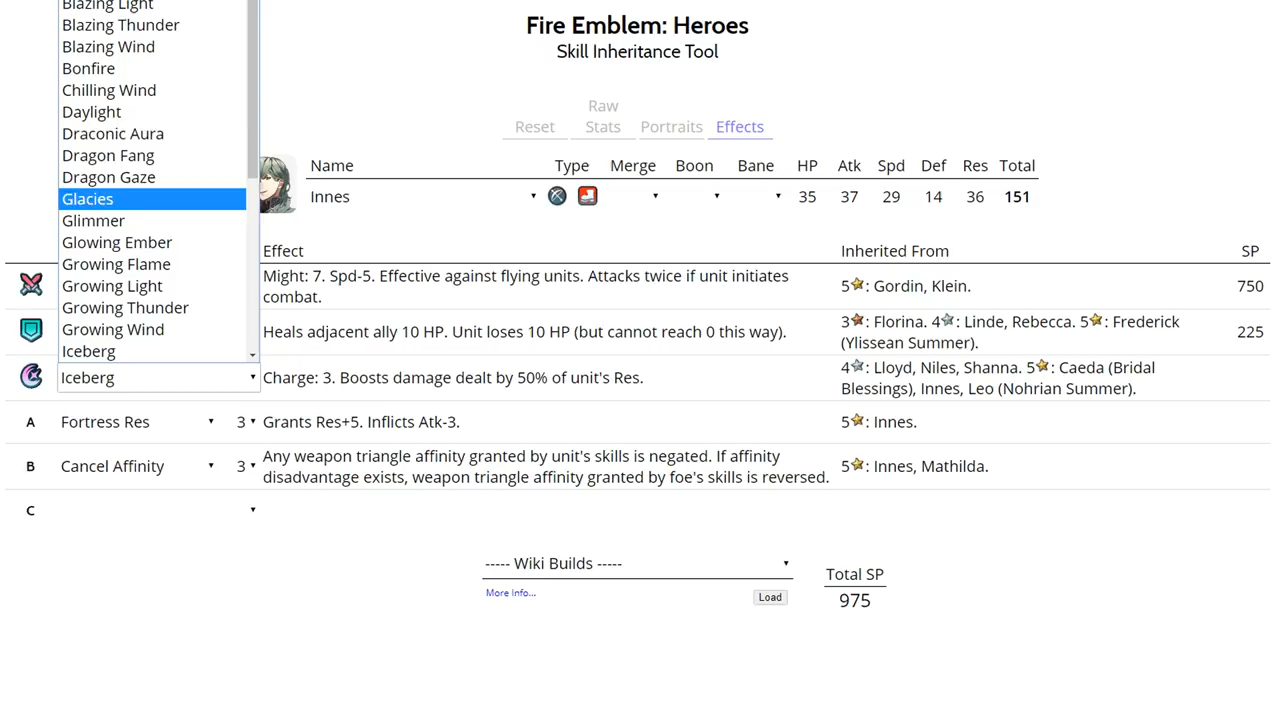 Blazing Light
Blazing Thunder
Blazing Wind
Bonfire
Chilling Wind
Daylight
Draconic Aura
Dragon Fang
Dragon Gaze
Glacies
Glimmer
Glowing Ember
Growing Flame
Growing Light
Growing Thunder
Growing Wind
Iceberg
Iceberg
Fire Emblem: Heroes
Skill Inheritance Tool
Reset Raw Stats Portraits Effects
Name Type Merge Boon Bane HP Atk Spd Def Res Total
Innes 35 37 29 14 36 151
Effect Inherited From SP
Might: 7. Spd-5. Effective against flying units. Attacks twice if unit initiates
combat.
5: Gordin, Klein. 750
Heals adjacent ally 10 HP. Unit loses 10 HP (but cannot reach 0 this way).
3: Florina. 4: Linde, Rebecca. 5: Frederick
(Ylissean Summer).
225
Charge: 3. Boosts damage dealt by 50% of unit's Res.
4: Lloyd, Niles, Shanna. 5: Caeda (Bridal
Blessings), Innes, Leo (Nohrian Summer).
A Fortress Res 3 Grants Res+5. Inflicts Atk-3. 5: Innes.
B Cancel Affinity 3 Any weapon triangle affinity granted by unit's skills is negated. If affinity
disadvantage exists, weapon triangle affinity granted by foe's skills is reversed.
5: Innes, Mathilda.
C
----- Wiki Builds -----
More Info...
Load
Total SP
975